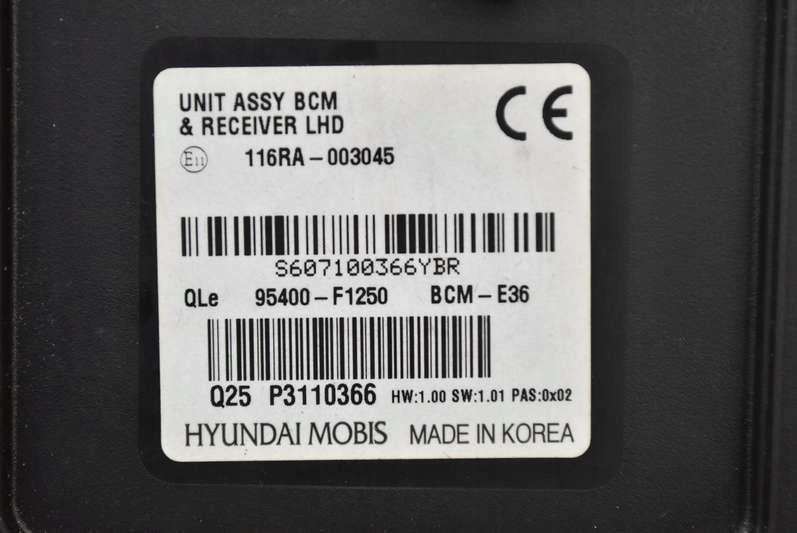 UNIT ASSY BCM
& RECEIVER LHD
CE
E11 116RA-003045
S607100366YBR
QLe 95400-F1250 BCM-E36
Q25 P3110366 HW:1.00 SW:1.01 PAS:0x02
HYUNDAI MOBIS MADE IN KOREA